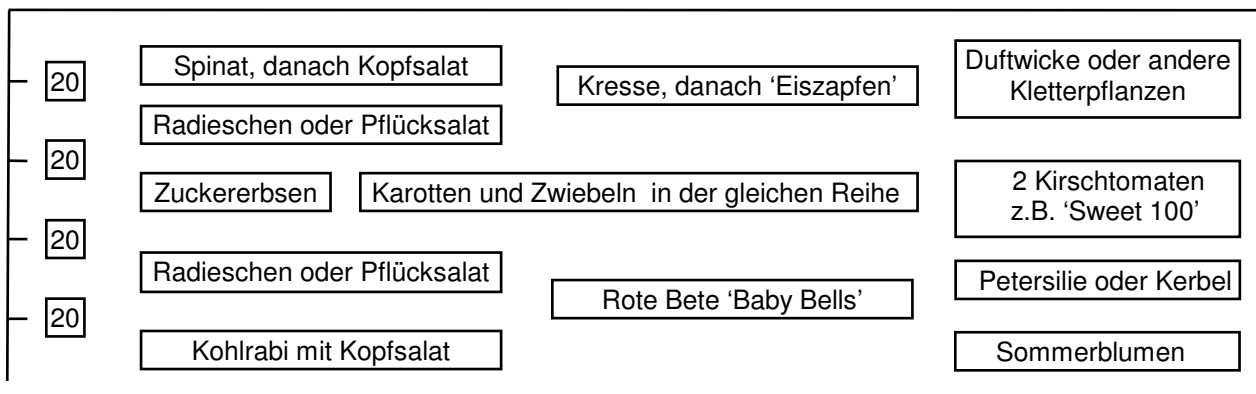 20
20
20
20
Spinat, danach Kopfsalat
Radieschen oder Pflücksalat
Zuckererbsen
Karotten und Zwiebeln in der gleichen Reihe
Radieschen oder Pflücksalat
Kohlrabi mit Kopfsalat
Kresse, danach ‘Eiszapfen’
Rote Bete ‘Baby Bells’
Duftwicke oder andere
Kletterpflanzen
2 Kirschtomaten
z.B. ‘Sweet 100’
Petersilie oder Kerbel
Sommerblumen